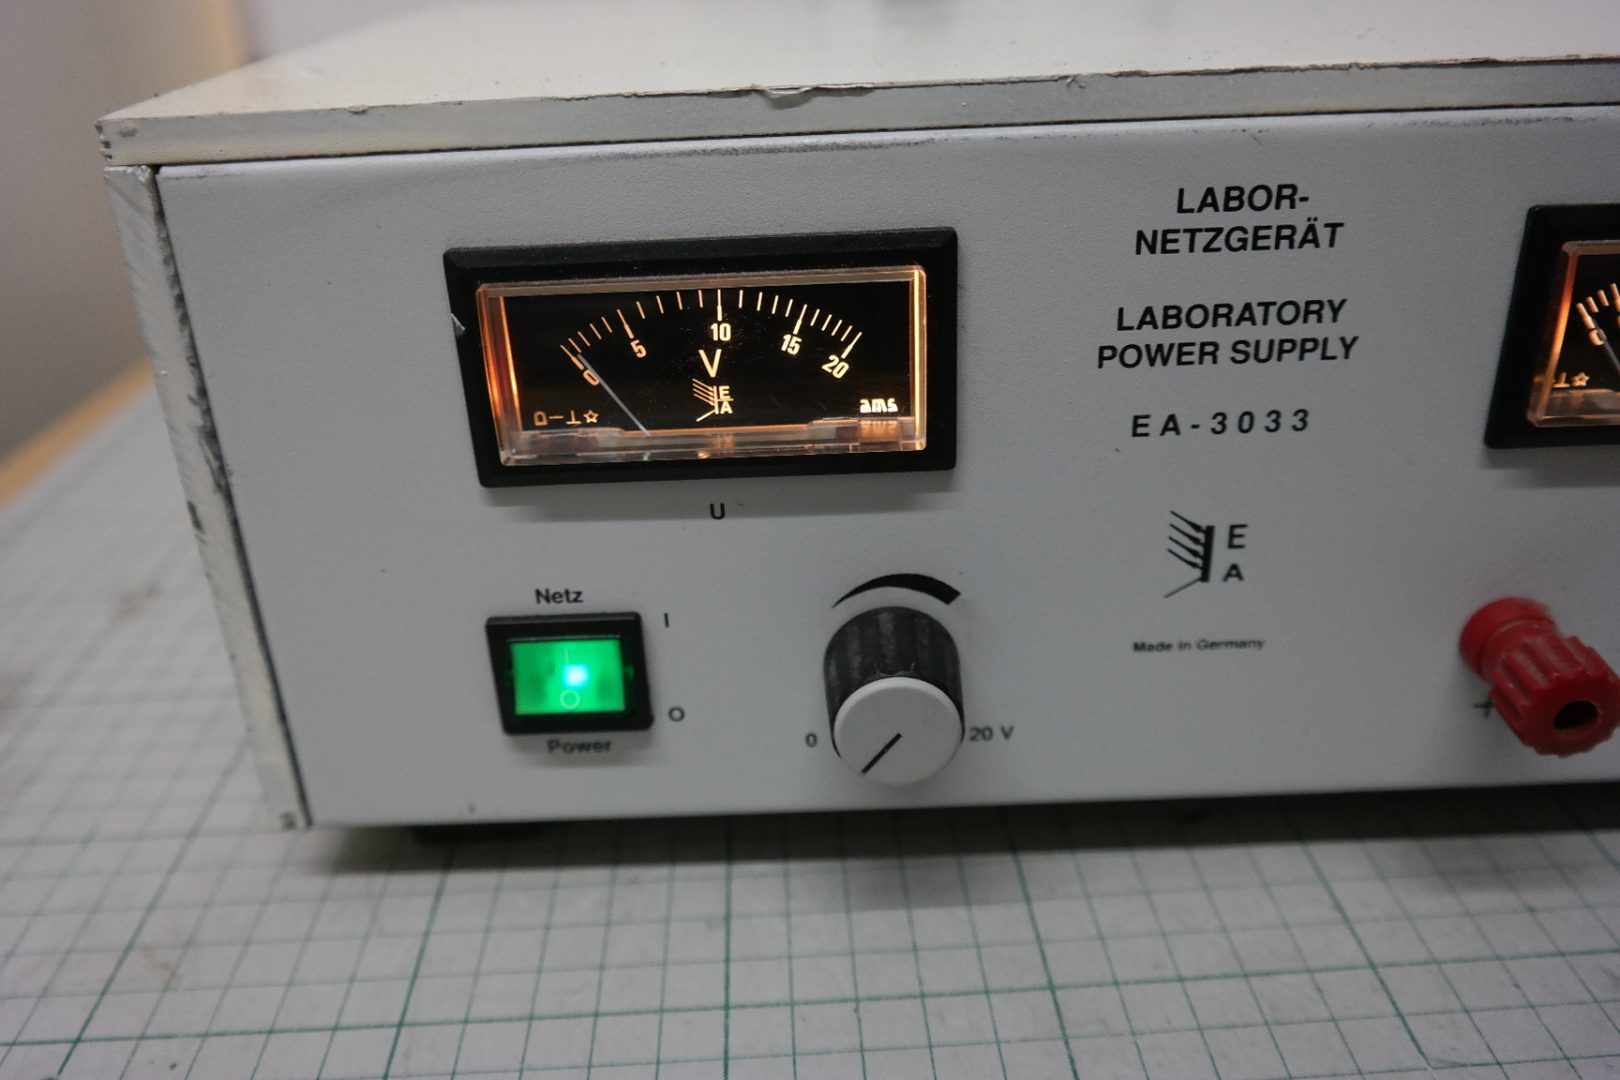 LABOR-
NETZGERÄT
LABORATORY
POWER SUPPLY
EA-3033
E
A
Made in Germany
0 5 10 15 20
V
E
A
ams
U
Netz
I
O
Power
0
20 V
+
0